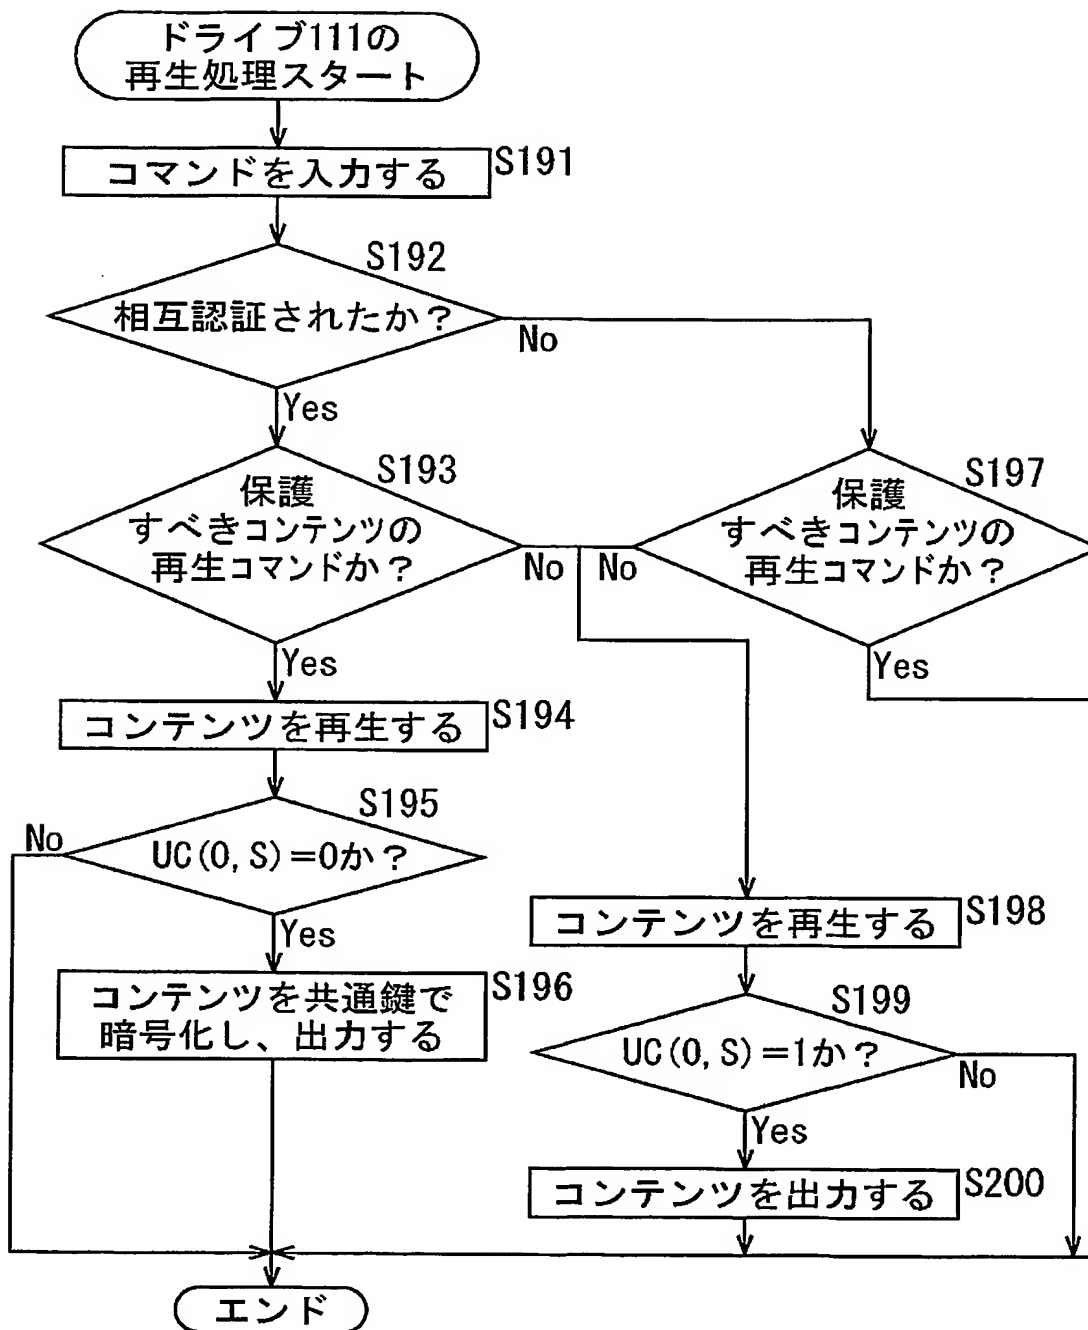 ドライブ111の
再生処理スタート
コマンドを入力する
S191
S192
相互認証されたか？
No
Yes
S193
保護
すべきコンテンツの
再生コマンドか？
No
Yes
S197
保護
すべきコンテンツの
再生コマンドか？
No
Yes
コンテンツを再生する
S194
S195
UC(0,S)=0か？
No
Yes
コンテンツを共通鍵で
暗号化し、出力する
S196
コンテンツを再生する
S198
S199
UC(0,S)=1か？
No
Yes
コンテンツを出力する
S200
エンド